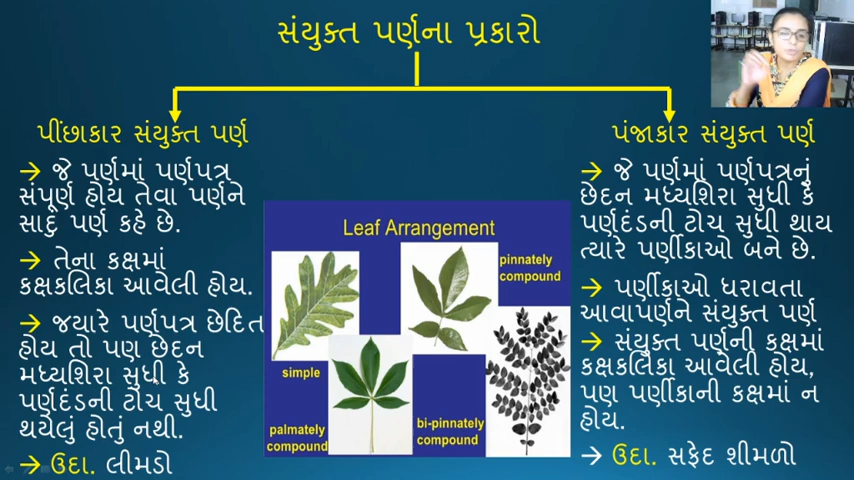 સંયુક્ત પર્ણના પ્રકારો
પીંછાકાર સંયુક્ત પર્ણ
→ જે પર્ણમાં પર્ણપત્ર
સંપૂર્ણ હોય તેવા પર્ણને
સાદુ પર્ણ કહે છે.
→ તેના કક્ષમાં
કક્ષકલિકા આવેલી હોય.
→ જયારે પર્ણપત્ર છેદિત
હોય તો પણ છેદન
મધ્યશિરા સુધી કે
પર્ણદંડની ટોચ સુધી
થયેલું હોતું નથી.
→ ઉદા. લીમડો
Leaf Arrangement
pinnately
compound
simple
palmately
compound
bi-pinnately
compound
પંજાકાર સંયુક્ત પર્ણ
→ જે પર્ણમાં પર્ણપત્રનું
છેદન મધ્યશિરા સુધી કે
પર્ણદંડની ટોચ સુધી થાય
ત્યારે પર્ણીકાઓ બને છે.
→ પર્ણીકાઓ ધરાવતા
આવાપર્ણને સંયુક્ત પર્ણ
→ સંયુક્ત પર્ણની કક્ષમાં
કક્ષકલિકા આવેલી હોય,
પણ પર્ણીકાની કક્ષમાં ન
હોય.
→ ઉદા. સફેદ શીમળો